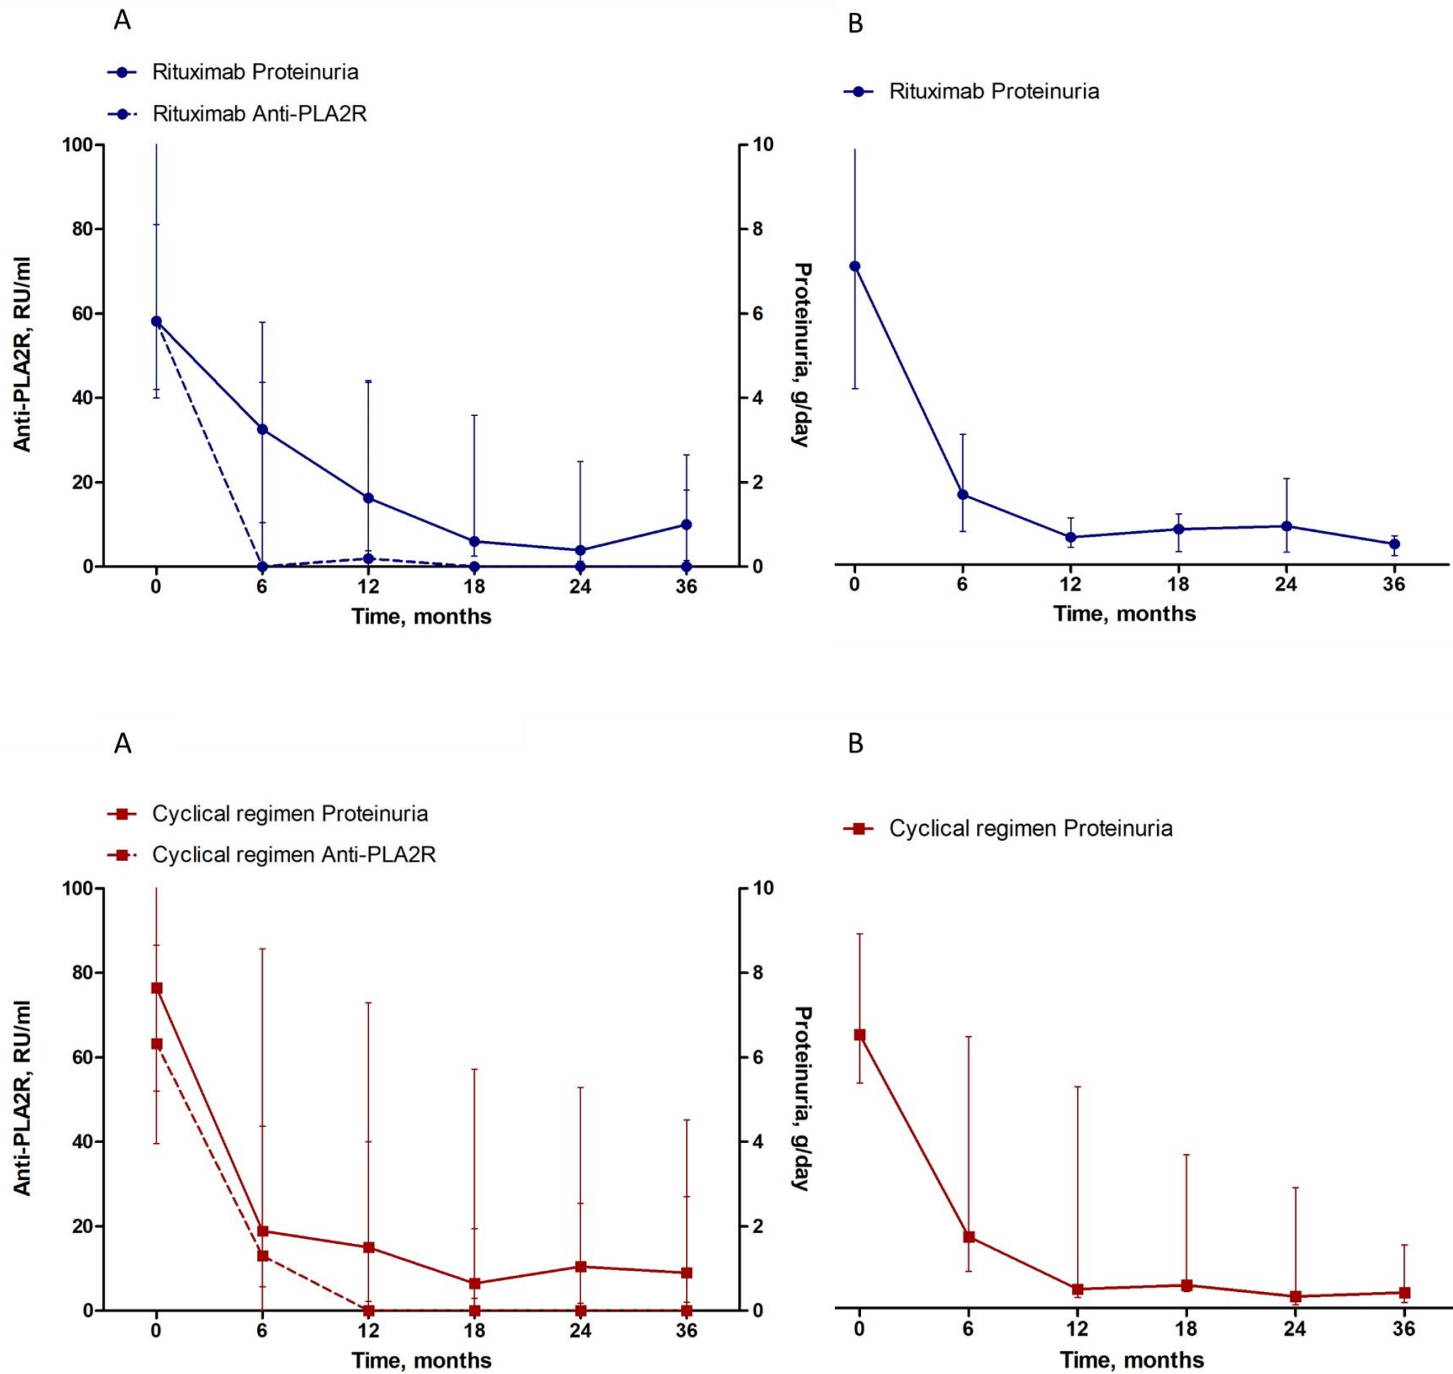 A
Rituximab Proteinuria
Rituximab Anti-PLA2R
100
80
60
40
20
0
Anti-PLA2R, RU/ml
10
8
6
4
2
0
Proteinuria, g/day
0 6 12 18 24 36
Time, months
B
Rituximab Proteinuria
0 6 12 18 24 36
Time, months
A
Cyclical regimen Proteinuria
Cyclical regimen Anti-PLA2R
100
80
60
40
20
0
Anti-PLA2R, RU/ml
10
8
6
4
2
0
Proteinuria, g/day
0 6 12 18 24 36
Time, months
B
Cyclical regimen Proteinuria
0 6 12 18 24 36
Time, months